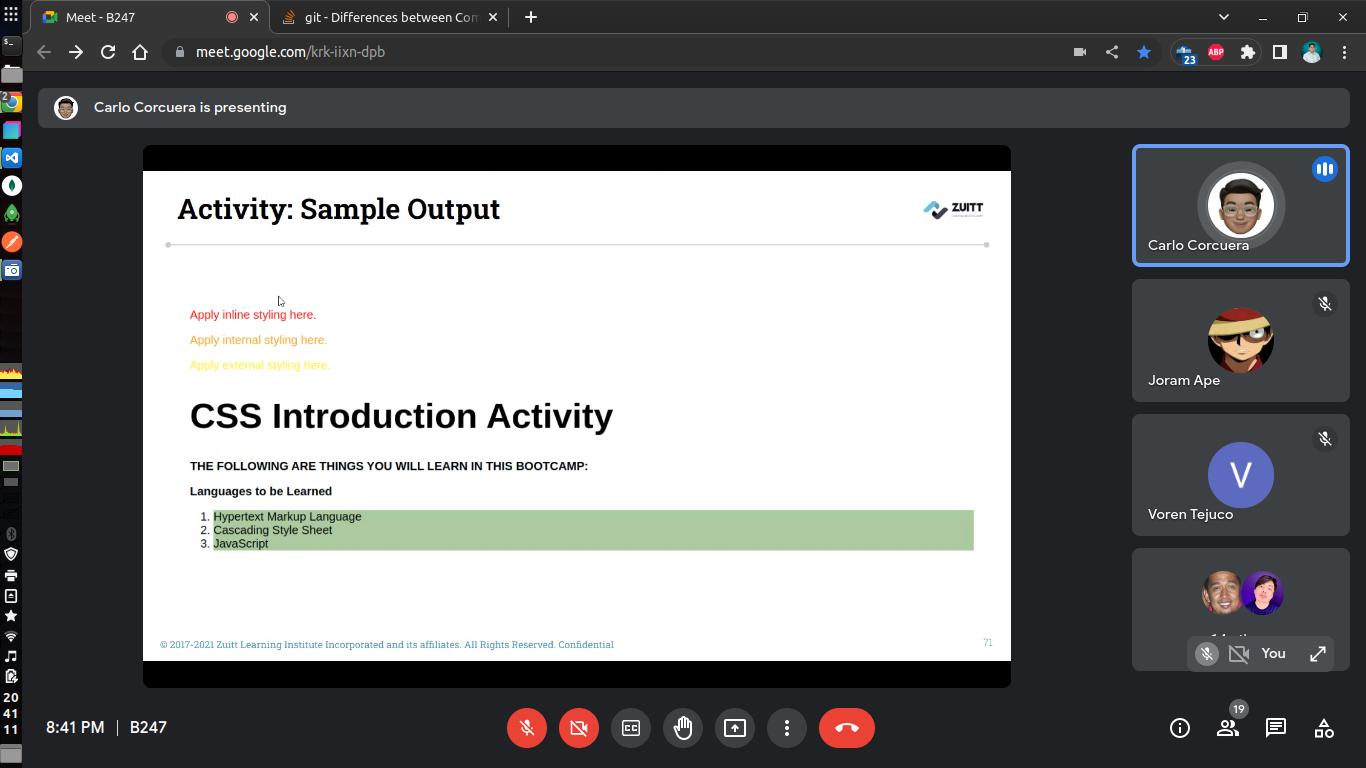 Meet - B247
git - Differences between Com
meet.google.com/krk-iixn-dpb
23
ABP
2
Carlo Corcuera is presenting
Activity: Sample Output
ZUITT
Apply inline styling here.
Apply internal styling here.
Apply external styling here.
CSS Introduction Activity
THE FOLLOWING ARE THINGS YOU WILL LEARN IN THIS BOOTCAMP:
Languages to be Learned
1. Hypertext Markup Language
2. Cascading Style Sheet
3. JavaScript
© 2017-2021 Zuitt Learning Institute Incorporated and its affiliates. All Rights Reserved. Confidential
71
Carlo Corcuera
Joram Ape
V
Voren Tejuco
You
20
41
11
8:41 PM | B247
CC
19